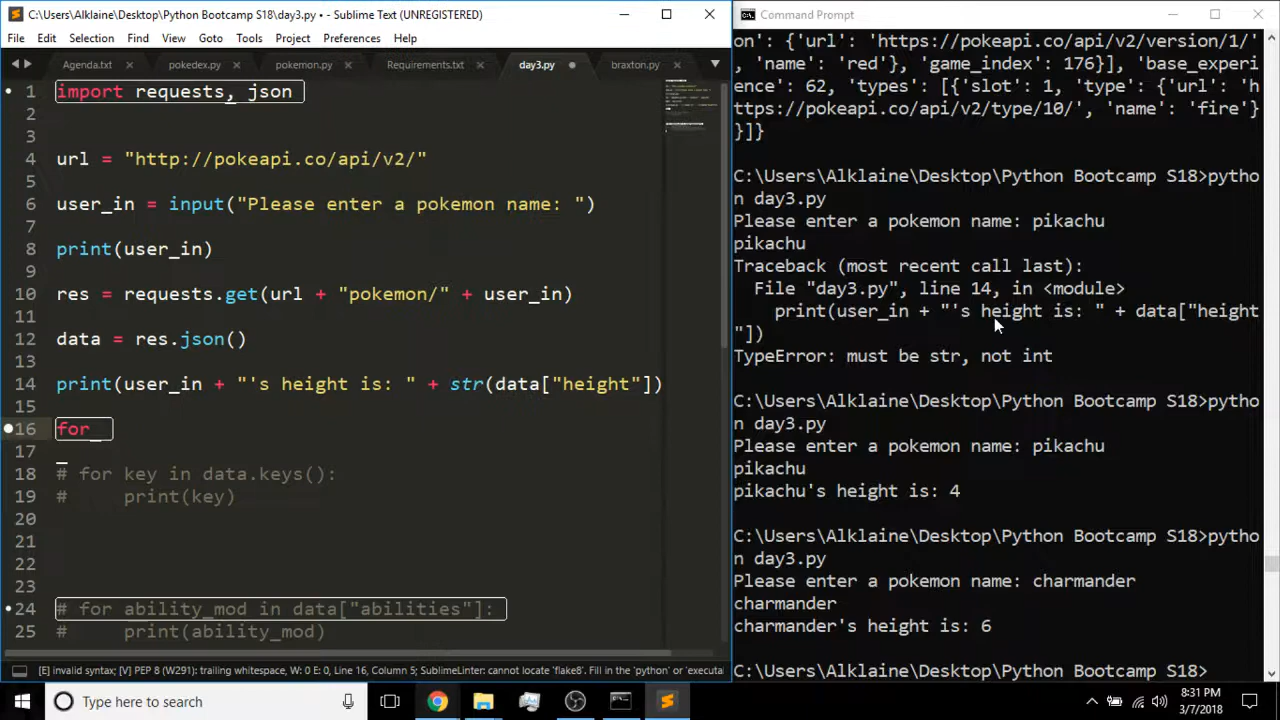 C:\Users\Alklaine\Desktop\Python Bootcamp S18\day3.py • - Sublime Text (UNREGISTERED)
File Edit Selection Find View Goto Tools Project Preferences Help
Agenda.txt pokedex.py pokemon.py Requirements.txt day3.py braxton.py
1 import requests, json
2
3
4 url = "http://pokeapi.co/api/v2/"
5
6 user_in = input("Please enter a pokemon name: ")
7
8 print(user_in)
9
10 res = requests.get(url + "pokemon/" + user_in)
11
12 data = res.json()
13
14 print(user_in + "'s height is: " + str(data["height"])
15
16 for
17
18 # for key in data.keys():
19 # print(key)
20
21
22
23
24 # for ability_mod in data["abilities"]:
25 # print(ability_mod)
[E] invalid syntax; [V] PEP 8 (W291): trailing whitespace, W: 0 E: 0, Line 16, Column 5; SublimeLinter: cannot locate 'flake8'. Fill in the 'python' or 'executa
Command Prompt
on': {'url': 'https://pokeapi.co/api/v2/version/1/'
, 'name': 'red'}, 'game_index': 176}], 'base_experi
ence': 62, 'types': [{'slot': 1, 'type': {'url': 'h
ttps://pokeapi.co/api/v2/type/10/', 'name': 'fire'}
}]}
C:\Users\Alklaine\Desktop\Python Bootcamp S18>pytho
n day3.py
Please enter a pokemon name: pikachu
pikachu
Traceback (most recent call last):
File "day3.py", line 14, in <module>
print(user_in + "'s height is: " + data["height
"])
TypeError: must be str, not int
C:\Users\Alklaine\Desktop\Python Bootcamp S18>pytho
n day3.py
Please enter a pokemon name: pikachu
pikachu
pikachu's height is: 4
C:\Users\Alklaine\Desktop\Python Bootcamp S18>pytho
n day3.py
Please enter a pokemon name: charmander
charmander
charmander's height is: 6
C:\Users\Alklaine\Desktop\Python Bootcamp S18>
Type here to search
8:31 PM
3/7/2018